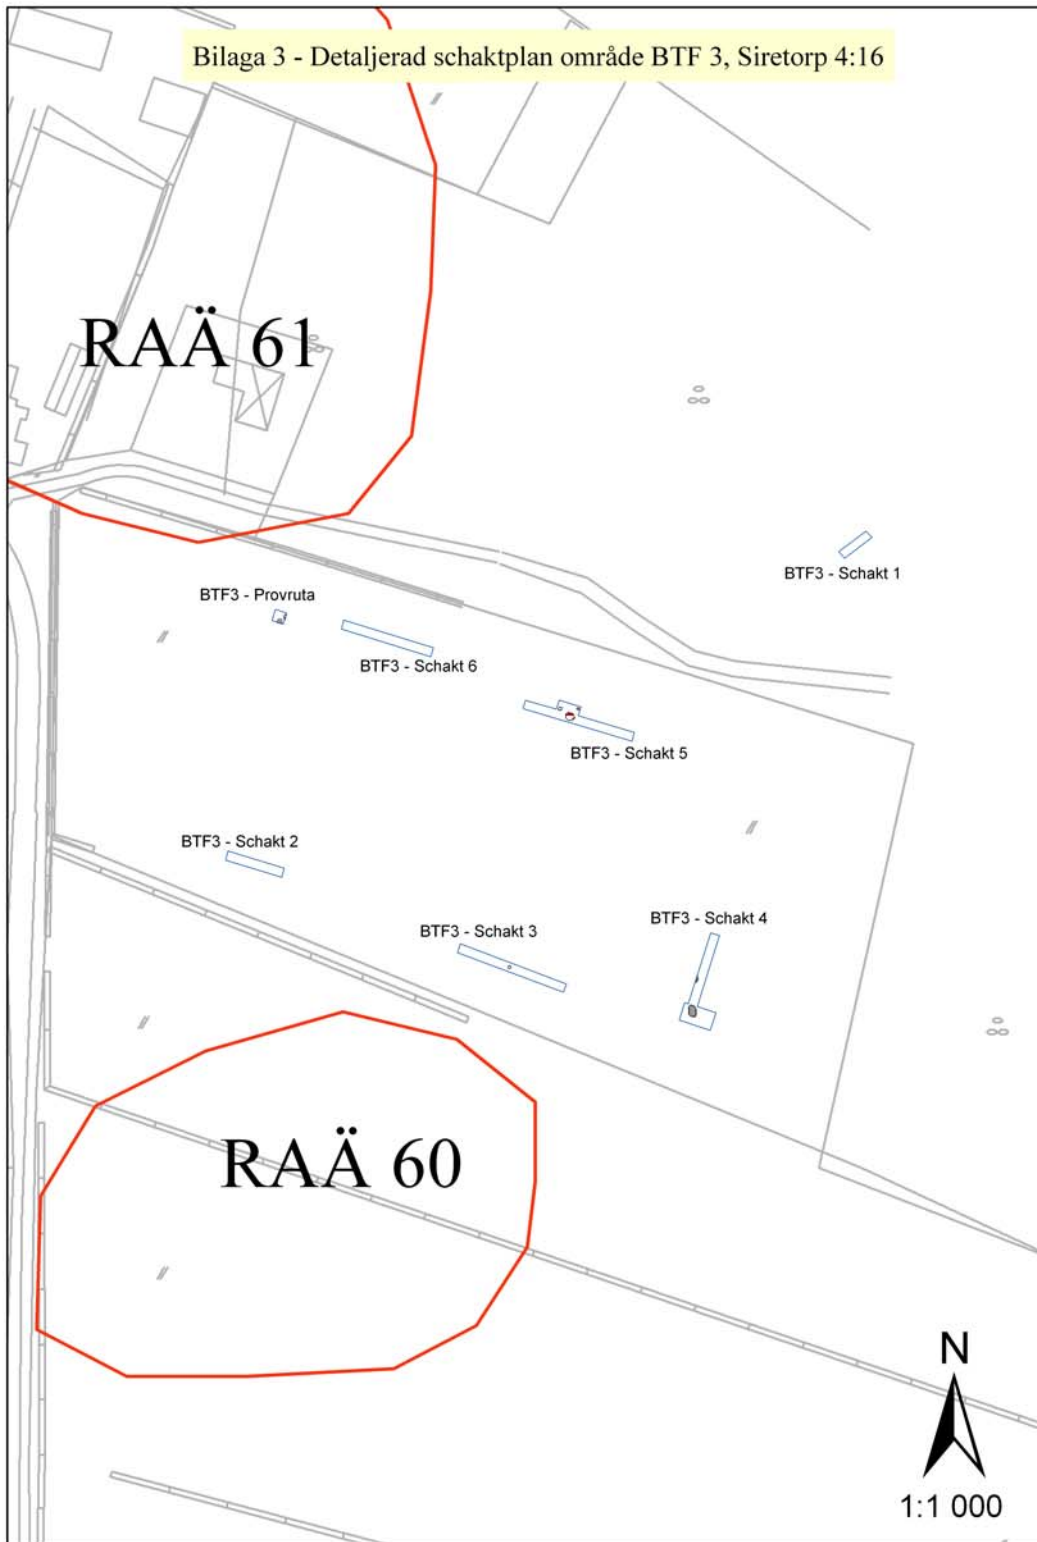 Bilaga 3 - Detaljerad schaktplan område BTF 3, Siretorp 4:16
RAÄ 61
BTF3 - Schakt 1
BTF3 - Provruta
BTF3 - Schakt 6
BTF3 - Schakt 5
BTF3 - Schakt 2
BTF3 - Schakt 4
BTF3 - Schakt 3
RAÄ 60
N
1:1 000